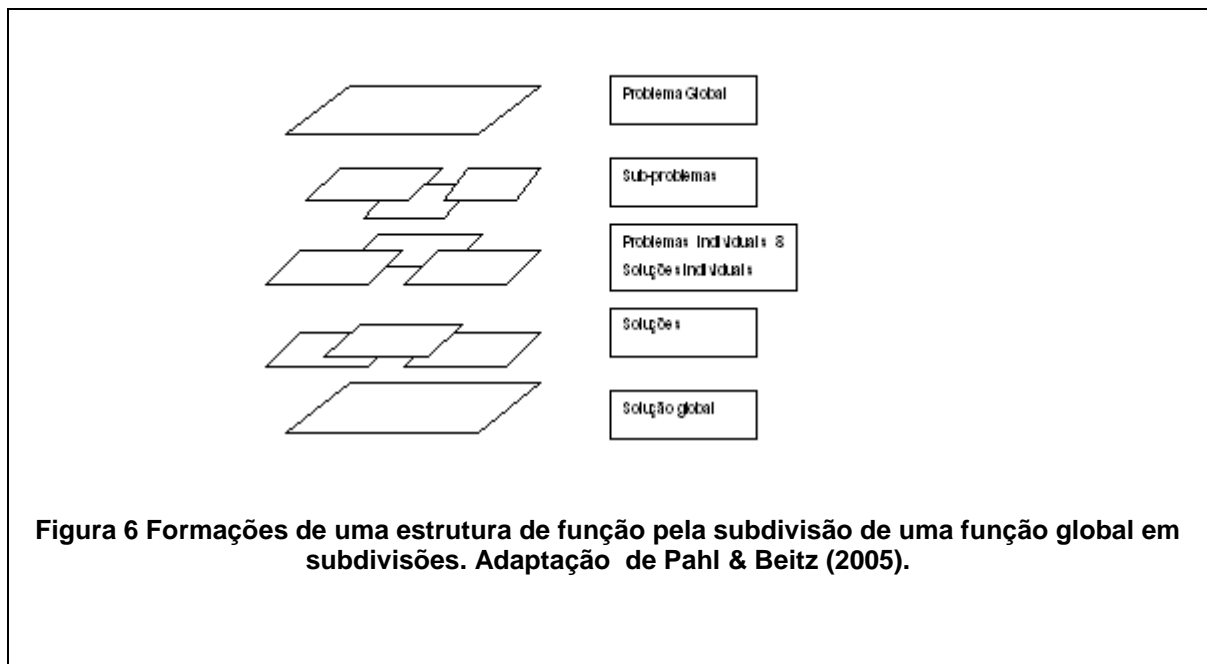 Problema Global
Sub-problemas
Problemas Individuais &
Soluções Individuais
Soluções
Solução global
Figura 6 Formações de uma estrutura de função pela subdivisão de uma função global em
subdivisões. Adaptação de Pahl & Beitz (2005).